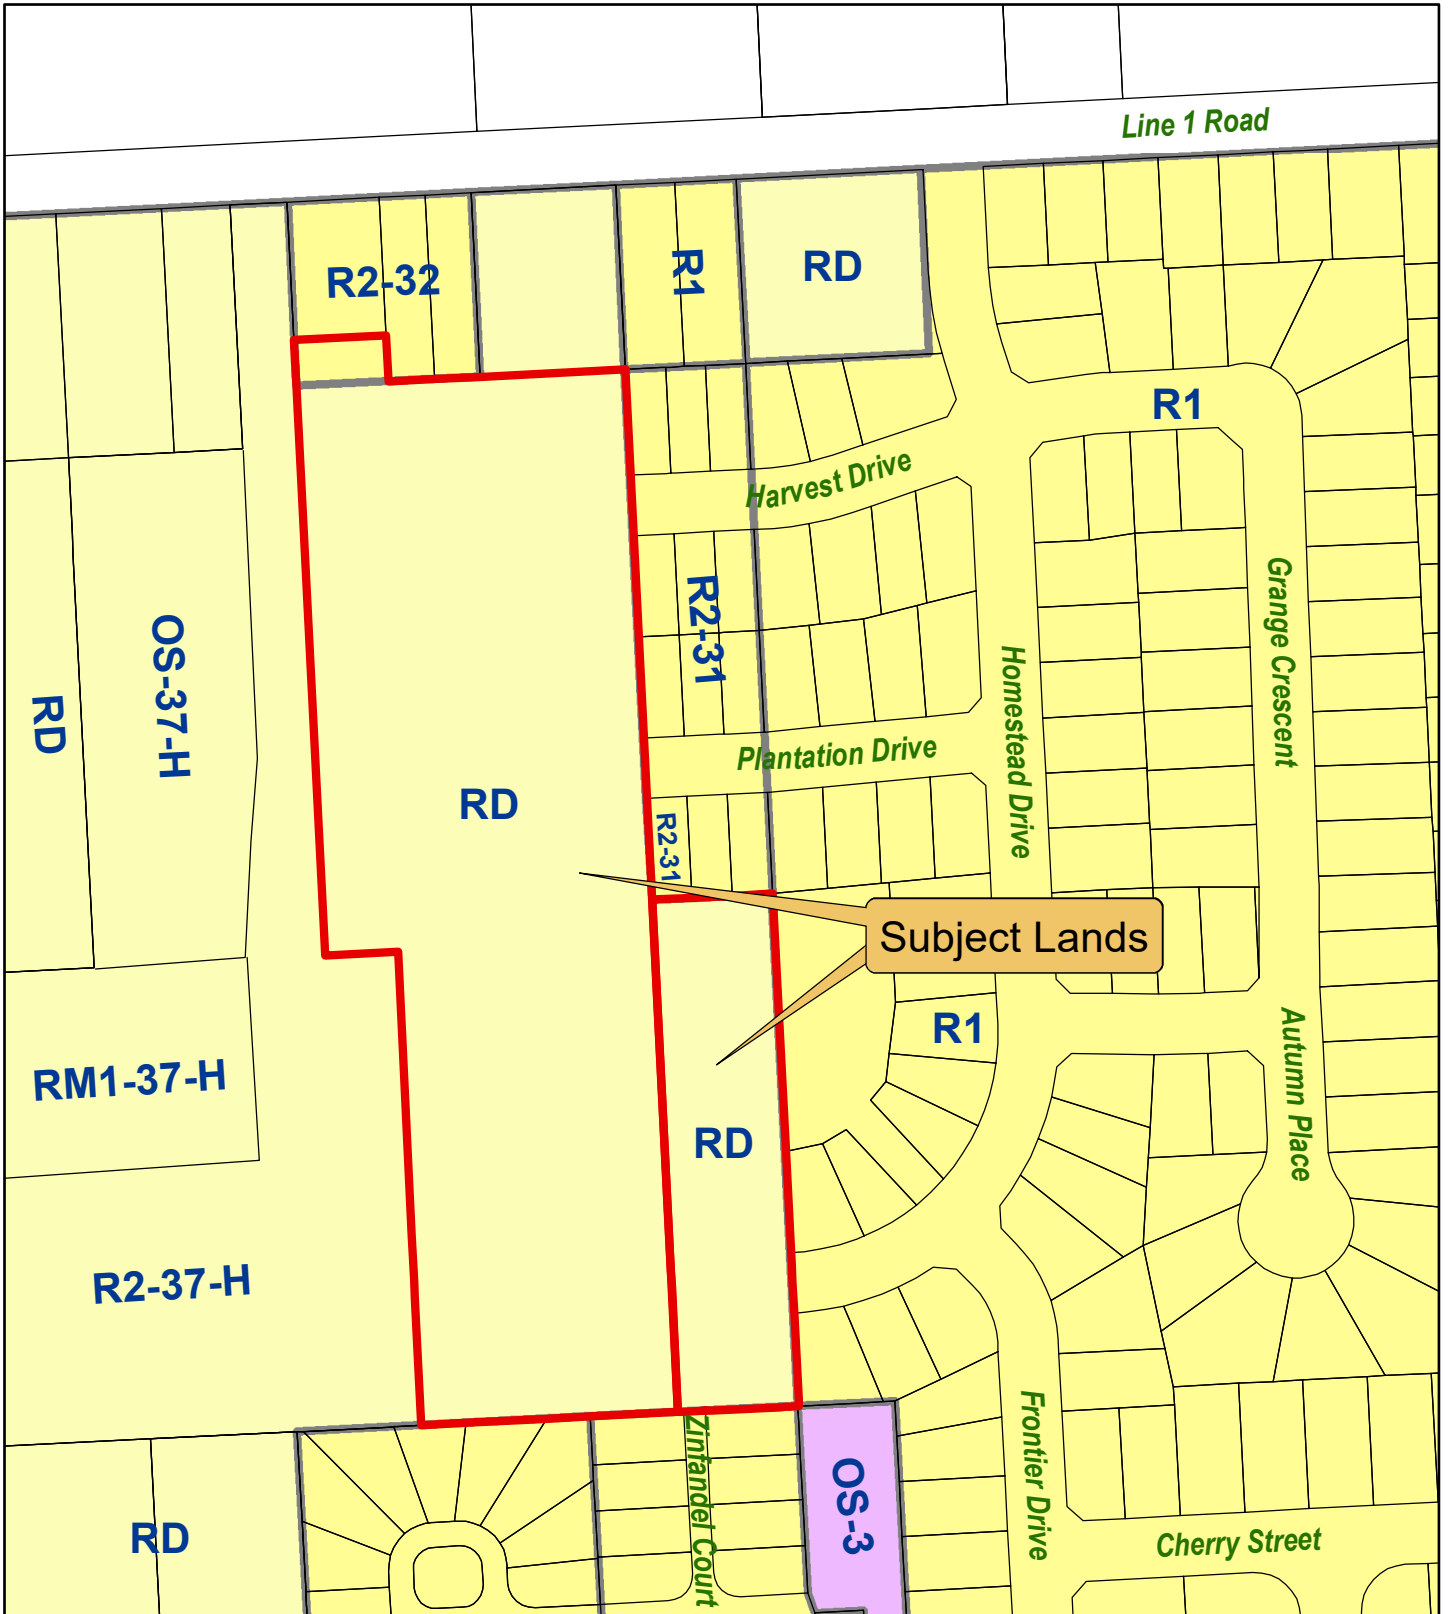 Line 1 Road
R2-32
R1
RD
R1
Harvest Drive
R2-31
OS-37-H
RD
Homestead Drive
Grange Crescent
Plantation Drive
RD
R2-31
Subject Lands
R1
RM1-37-H
Autumn Place
RD
R2-37-H
Zinfandel Court
OS-3
Frontier Drive
RD
Cherry Street